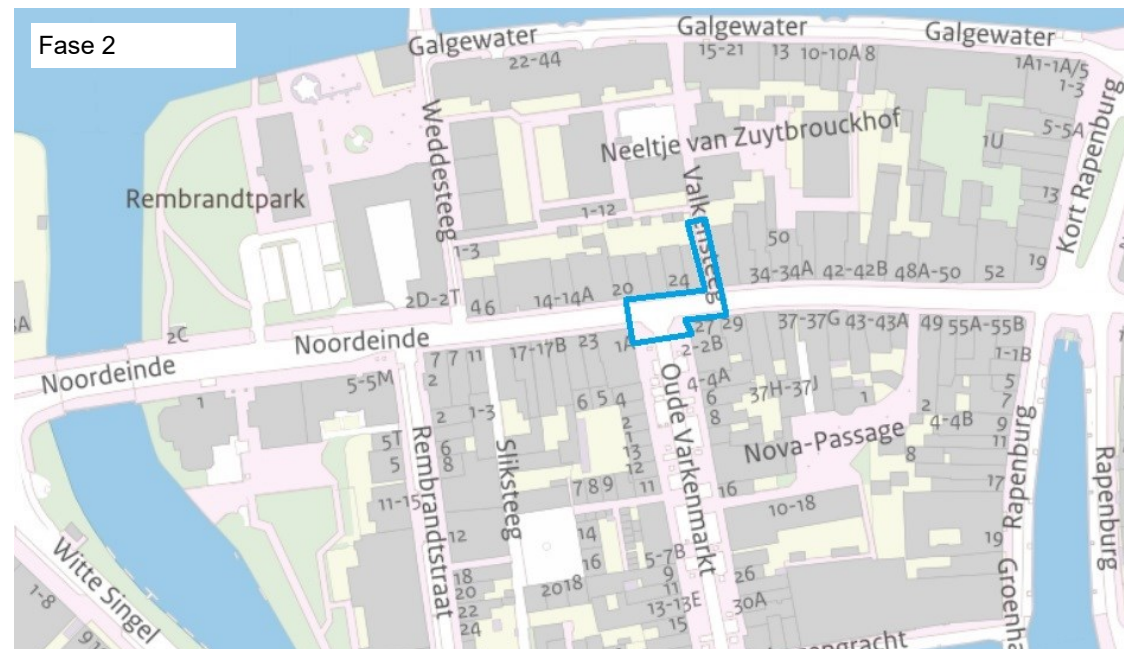 Fase 2
Galgewater
Galgewater
Galgewater
22-44
15-21
13
10-10A
8
1A1-1A/5
1-3
5-5A
1U
13
19
Kort Rapenburg
Weddesteeg
Neeltje van Zuytbrouckhof
Valkensteeg
Rembrandtpark
1-12
1-3
50
2D-2T
46
14-14A
20
24
34-34A
42-42B
48A-50
52
3A
2C
Noordeinde
Noordeinde
7
7
11
17-17B
23
1A
27
29
37-37G
43-43A
49
55A-55B
2-2B
1-1B
5-5M
1
2
4-4A
37H-37J
1
5
7
6
5
4
6
2
4-4B
9
2
1-3
2
8
11
5T
6
1
Nova-Passage
8
5
8
13
12
17
11-15
7
8
9
11
16
10-18
Rembrandtstraat
Sliksteeg
Oude Varkenmarkt
Rapenburg
Rapenburg
12
14
19
16
5-7B
18
9
26
20
2018
11
22
13-13E
30A
24
15
Witte Singel
1-8
9
Groenha
engracht